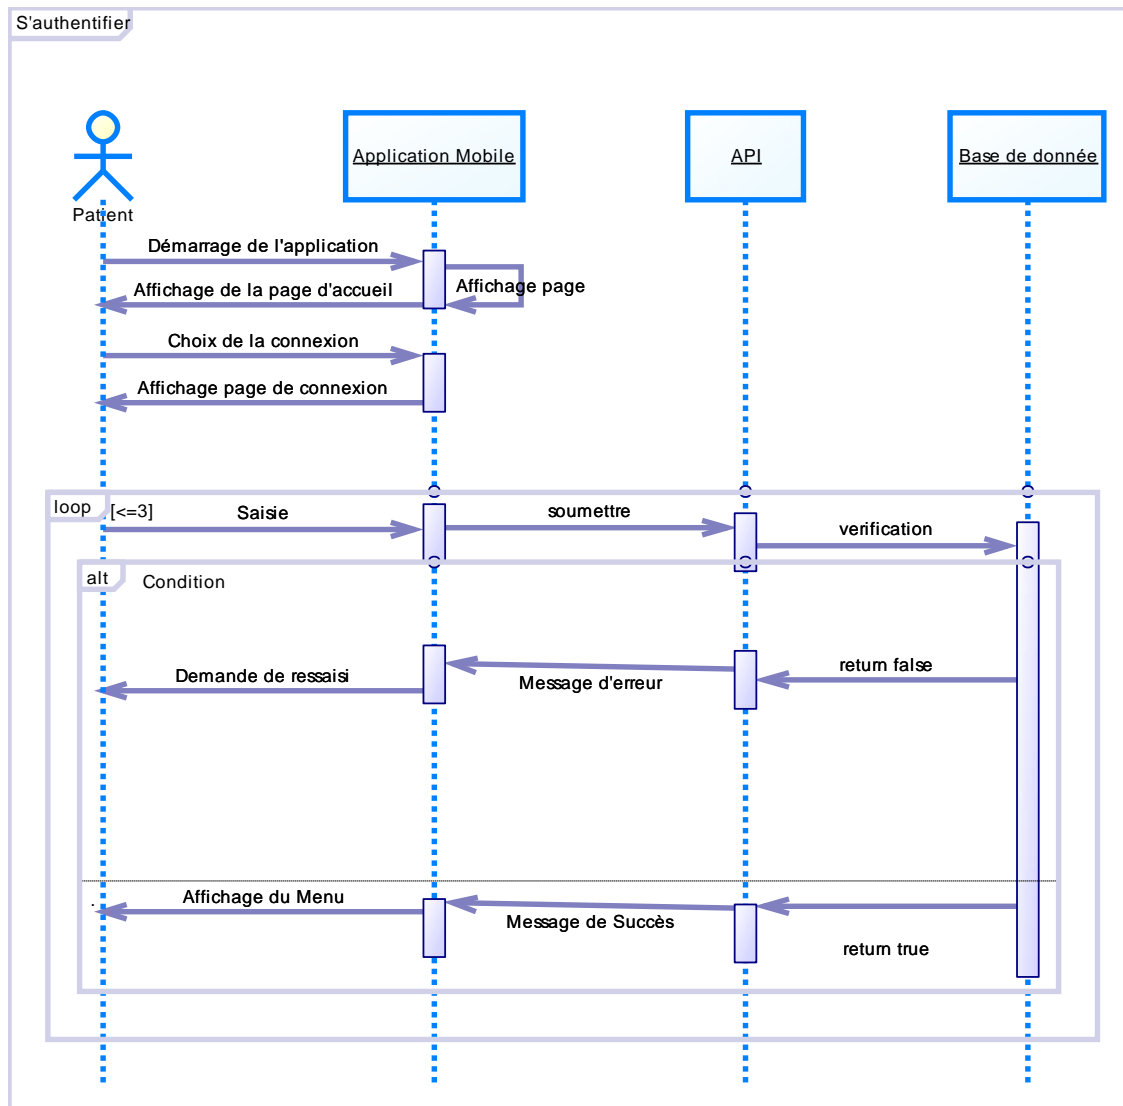 S'authentifier
Application Mobile
API
Base de donnée
Patient
Démarrage de l'application
Affichage page
Affichage de la page d'accueil
Choix de la connexion
Affichage page de connexion
loop
[<=3]
Saisie
soumettre
verification
alt
Condition
return false
Message d'erreur
Demande de ressaisi
.
Affichage du Menu
Message de Succès
return true